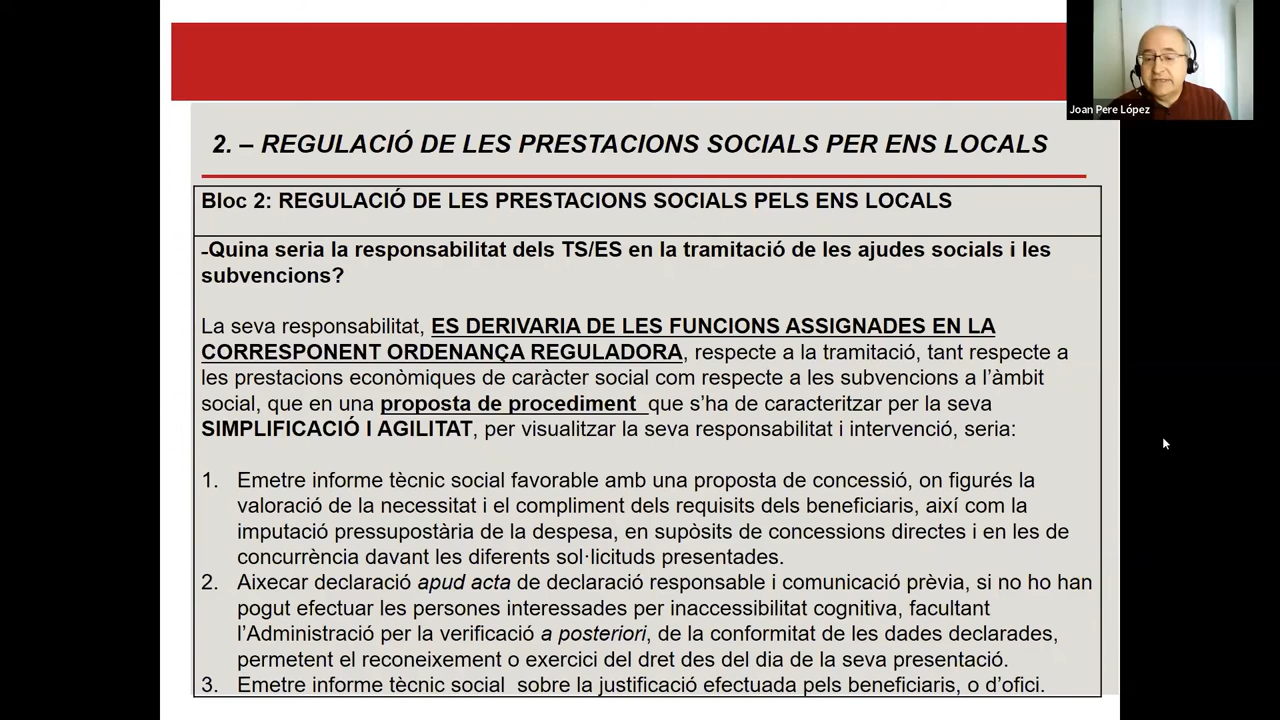 Joan Pere López
2. – REGULACIÓ DE LES PRESTACIONS SOCIALS PER ENS LOCALS
Bloc 2: REGULACIÓ DE LES PRESTACIONS SOCIALS PELS ENS LOCALS
-Quina seria la responsabilitat dels TS/ES en la tramitació de les ajudes socials i les
subvencions?
La seva responsabilitat, ES DERIVARIA DE LES FUNCIONS ASSIGNADES EN LA
CORRESPONENT ORDENANÇA REGULADORA, respecte a la tramitació, tant respecte a
les prestacions econòmiques de caràcter social com respecte a les subvencions a l’àmbit
social, que en una proposta de procediment que s’ha de caracteritzar per la seva
SIMPLIFICACIÓ I AGILITAT, per visualitzar la seva responsabilitat i intervenció, seria:
1. Emetre informe tècnic social favorable amb una proposta de concessió, on figurés la
valoració de la necessitat i el compliment dels requisits dels beneficiaris, així com la
imputació pressupostària de la despesa, en supòsits de concessions directes i en les de
concurrència davant les diferents sol·licituds presentades.
2. Aixecar declaració apud acta de declaració responsable i comunicació prèvia, si no ho han
pogut efectuar les persones interessades per inaccessibilitat cognitiva, facultant
l’Administració per la verificació a posteriori, de la conformitat de les dades declarades,
permetent el reconeixement o exercici del dret des del dia de la seva presentació.
3. Emetre informe tècnic social sobre la justificació efectuada pels beneficiaris, o d’ofici.